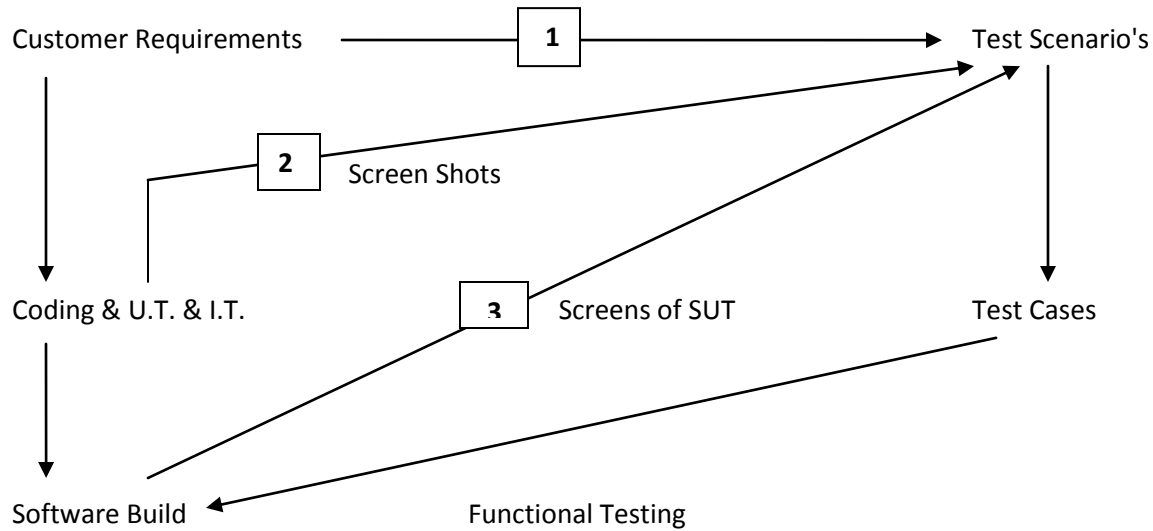 1
Customer Requirements
Test Scenario's
2
Screen Shots
Coding & U.T. & I.T.
3
Screens of SUT
Test Cases
Software Build
Functional Testing